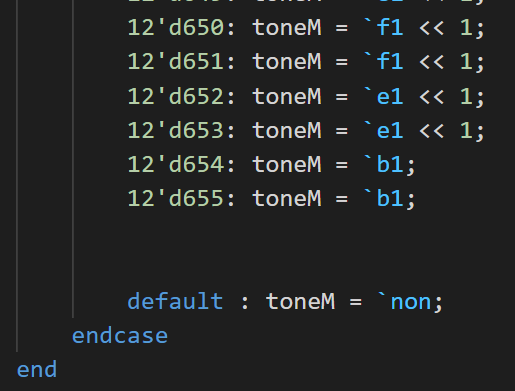 12'd650: toneM = `f1 << 1;
12'd651: toneM = `f1 << 1;
12'd652: toneM = `e1 << 1;
12'd653: toneM = `e1 << 1;
12'd654: toneM = `b1;
12'd655: toneM = `b1;
default : toneM = `non;
endcase
end